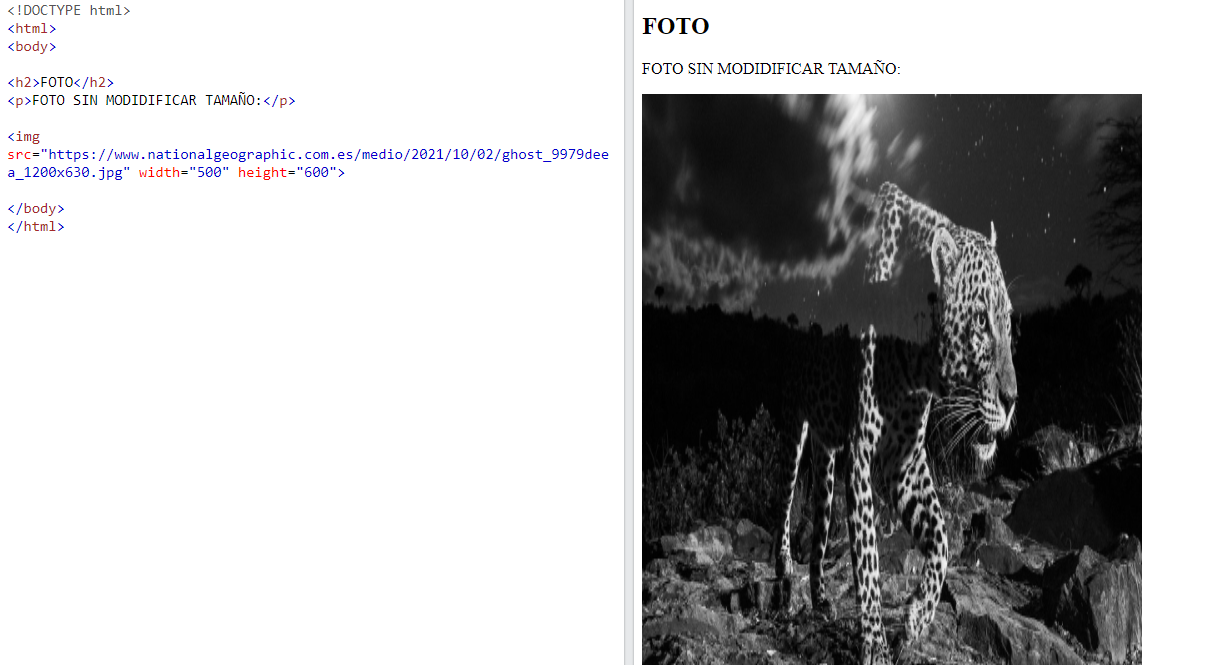 <!DOCTYPE html>
<html>
<body>
<h2>FOTO</h2>
<p>FOTO SIN MODIDIFICAR TAMAÑO:</p>
<img
src="https://www.nationalgeographic.com.es/medio/2021/10/02/ghost_9979dee
a_1200x630.jpg" width="500" height="600">
</body>
</html>
FOTO
FOTO SIN MODIDIFICAR TAMAÑO: